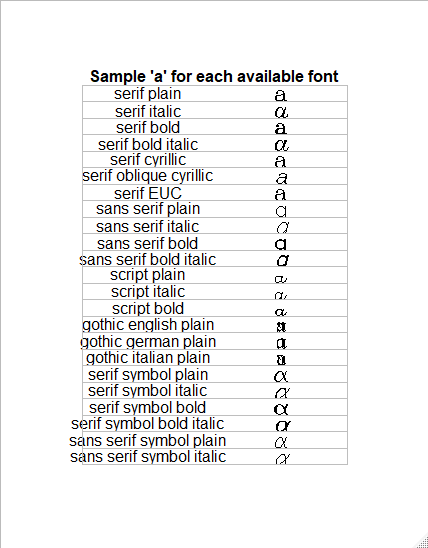 Sample 'a' for each available font
serif plain a
serif italic a
serif bold a
serif bold italic a
serif cyrillic a
serif oblique cyrillic a
serif EUC a
sans serif plain a
sans serif italic a
sans serif bold a
sans serif bold italic a
script plain a
script italic a
script bold a
gothic english plain a
gothic german plain a
gothic italian plain a
serif symbol plain α
serif symbol italic α
serif symbol bold α
serif symbol bold italic α
sans serif symbol plain α
sans serif symbol italic α